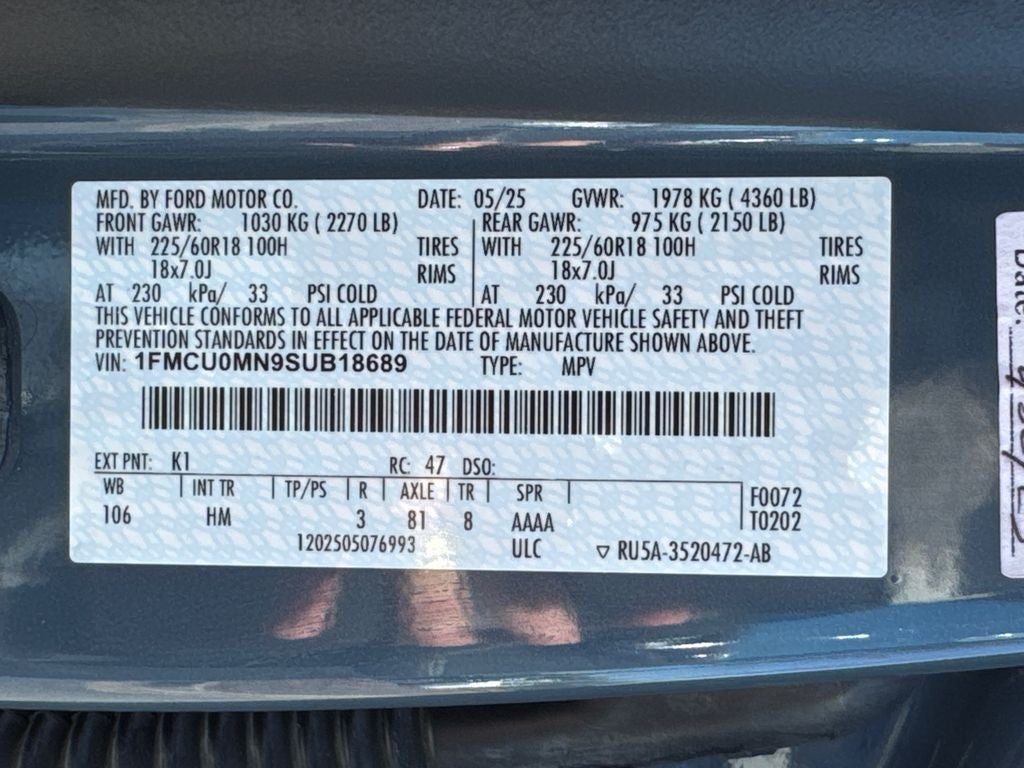 MFD. BY FORD MOTOR CO. DATE: 05/25 GVWR: 1978 KG ( 4360 LB)
FRONT GAWR: 1030 KG ( 2270 LB) REAR GAWR: 975 KG ( 2150 LB)
WITH 225/60R18 100H TIRES WITH 225/60R18 100H TIRES
18x7.0J RIMS 18x7.0J RIMS
AT 230 kPa/ 33 PSI COLD AT 230 kPa/ 33 PSI COLD
THIS VEHICLE CONFORMS TO ALL APPLICABLE FEDERAL MOTOR VEHICLE SAFETY AND THEFT
PREVENTION STANDARDS IN EFFECT ON THE DATE OF MANUFACTURE SHOWN ABOVE.
VIN: 1FMCU0MN9SUB18689 TYPE: MPV
EXT PNT: K1 RC: 47 DSO:
WB INT TR TP/PS R AXLE TR SPR F0072
106 HM 3 81 8 AAAA T0202
1202505076993 ULC ▽ RU5A-3520472-AB
Date: